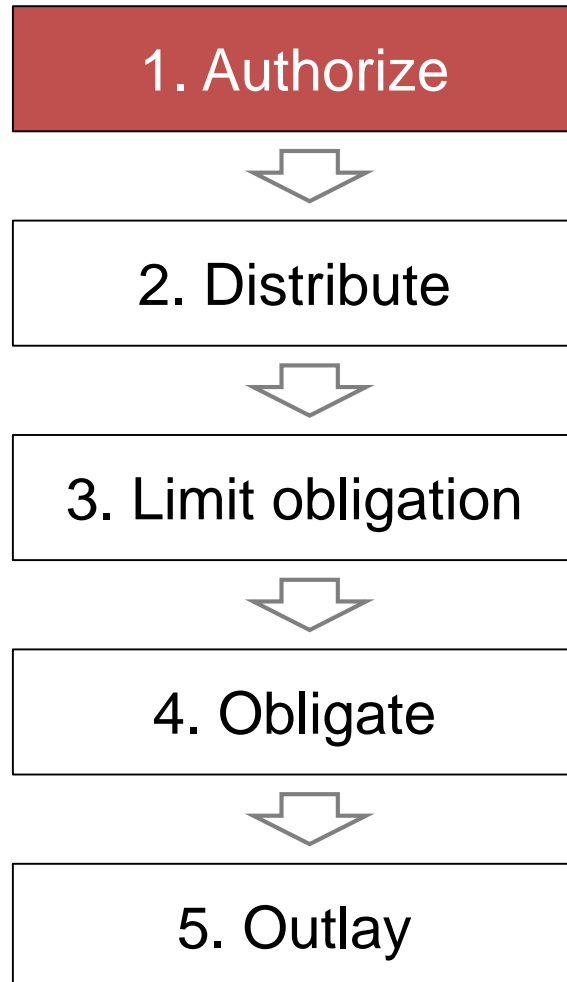 1. Authorize
2. Distribute
3. Limit obligation
4. Obligate
5. Outlay